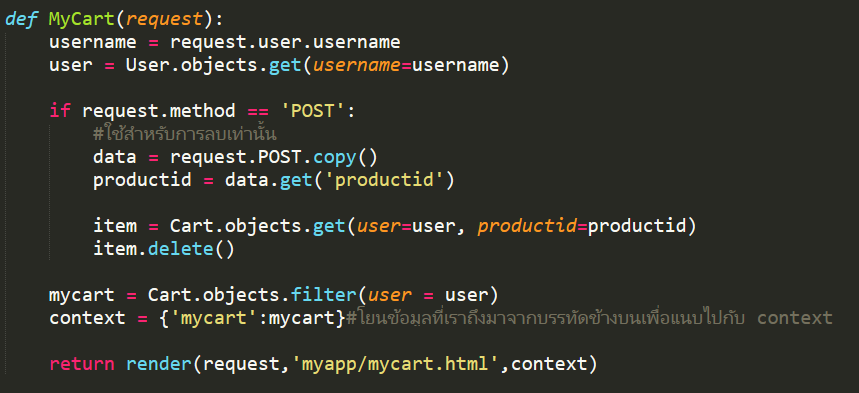 def MyCart(request):
username = request.user.username
user = User.objects.get(username=username)
if request.method == 'POST':
#ใช้สำหรับการลบเท่านั้น
data = request.POST.copy()
productid = data.get('productid')
item = Cart.objects.get(user=user, productid=productid)
item.delete()
mycart = Cart.objects.filter(user = user)
context = {'mycart':mycart}#โยนข้อมูลที่เราถึงมาจากบรรทัดข้างบนเพื่อแนบไปกับ context
return render(request,'myapp/mycart.html',context)